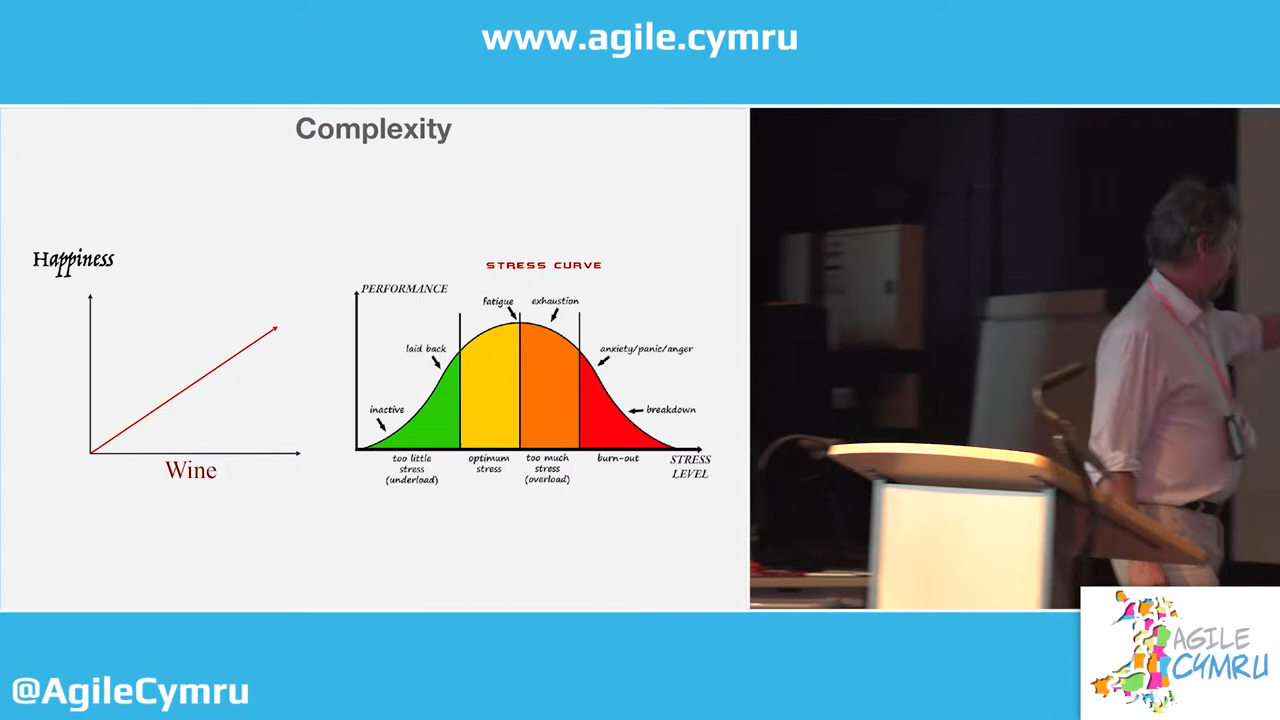 www.agile.cymru
Complexity
Happiness
Wine
STRESS CURVE
PERFORMANCE
fatigue
exhaustion
laid back
anxiety/panic/anger
inactive
breakdown
too little
stress
(underload)
optimum
stress
too much
stress
(overload)
burn-out
STRESS
LEVEL
@AgileCymru
AGILE
CYMRU